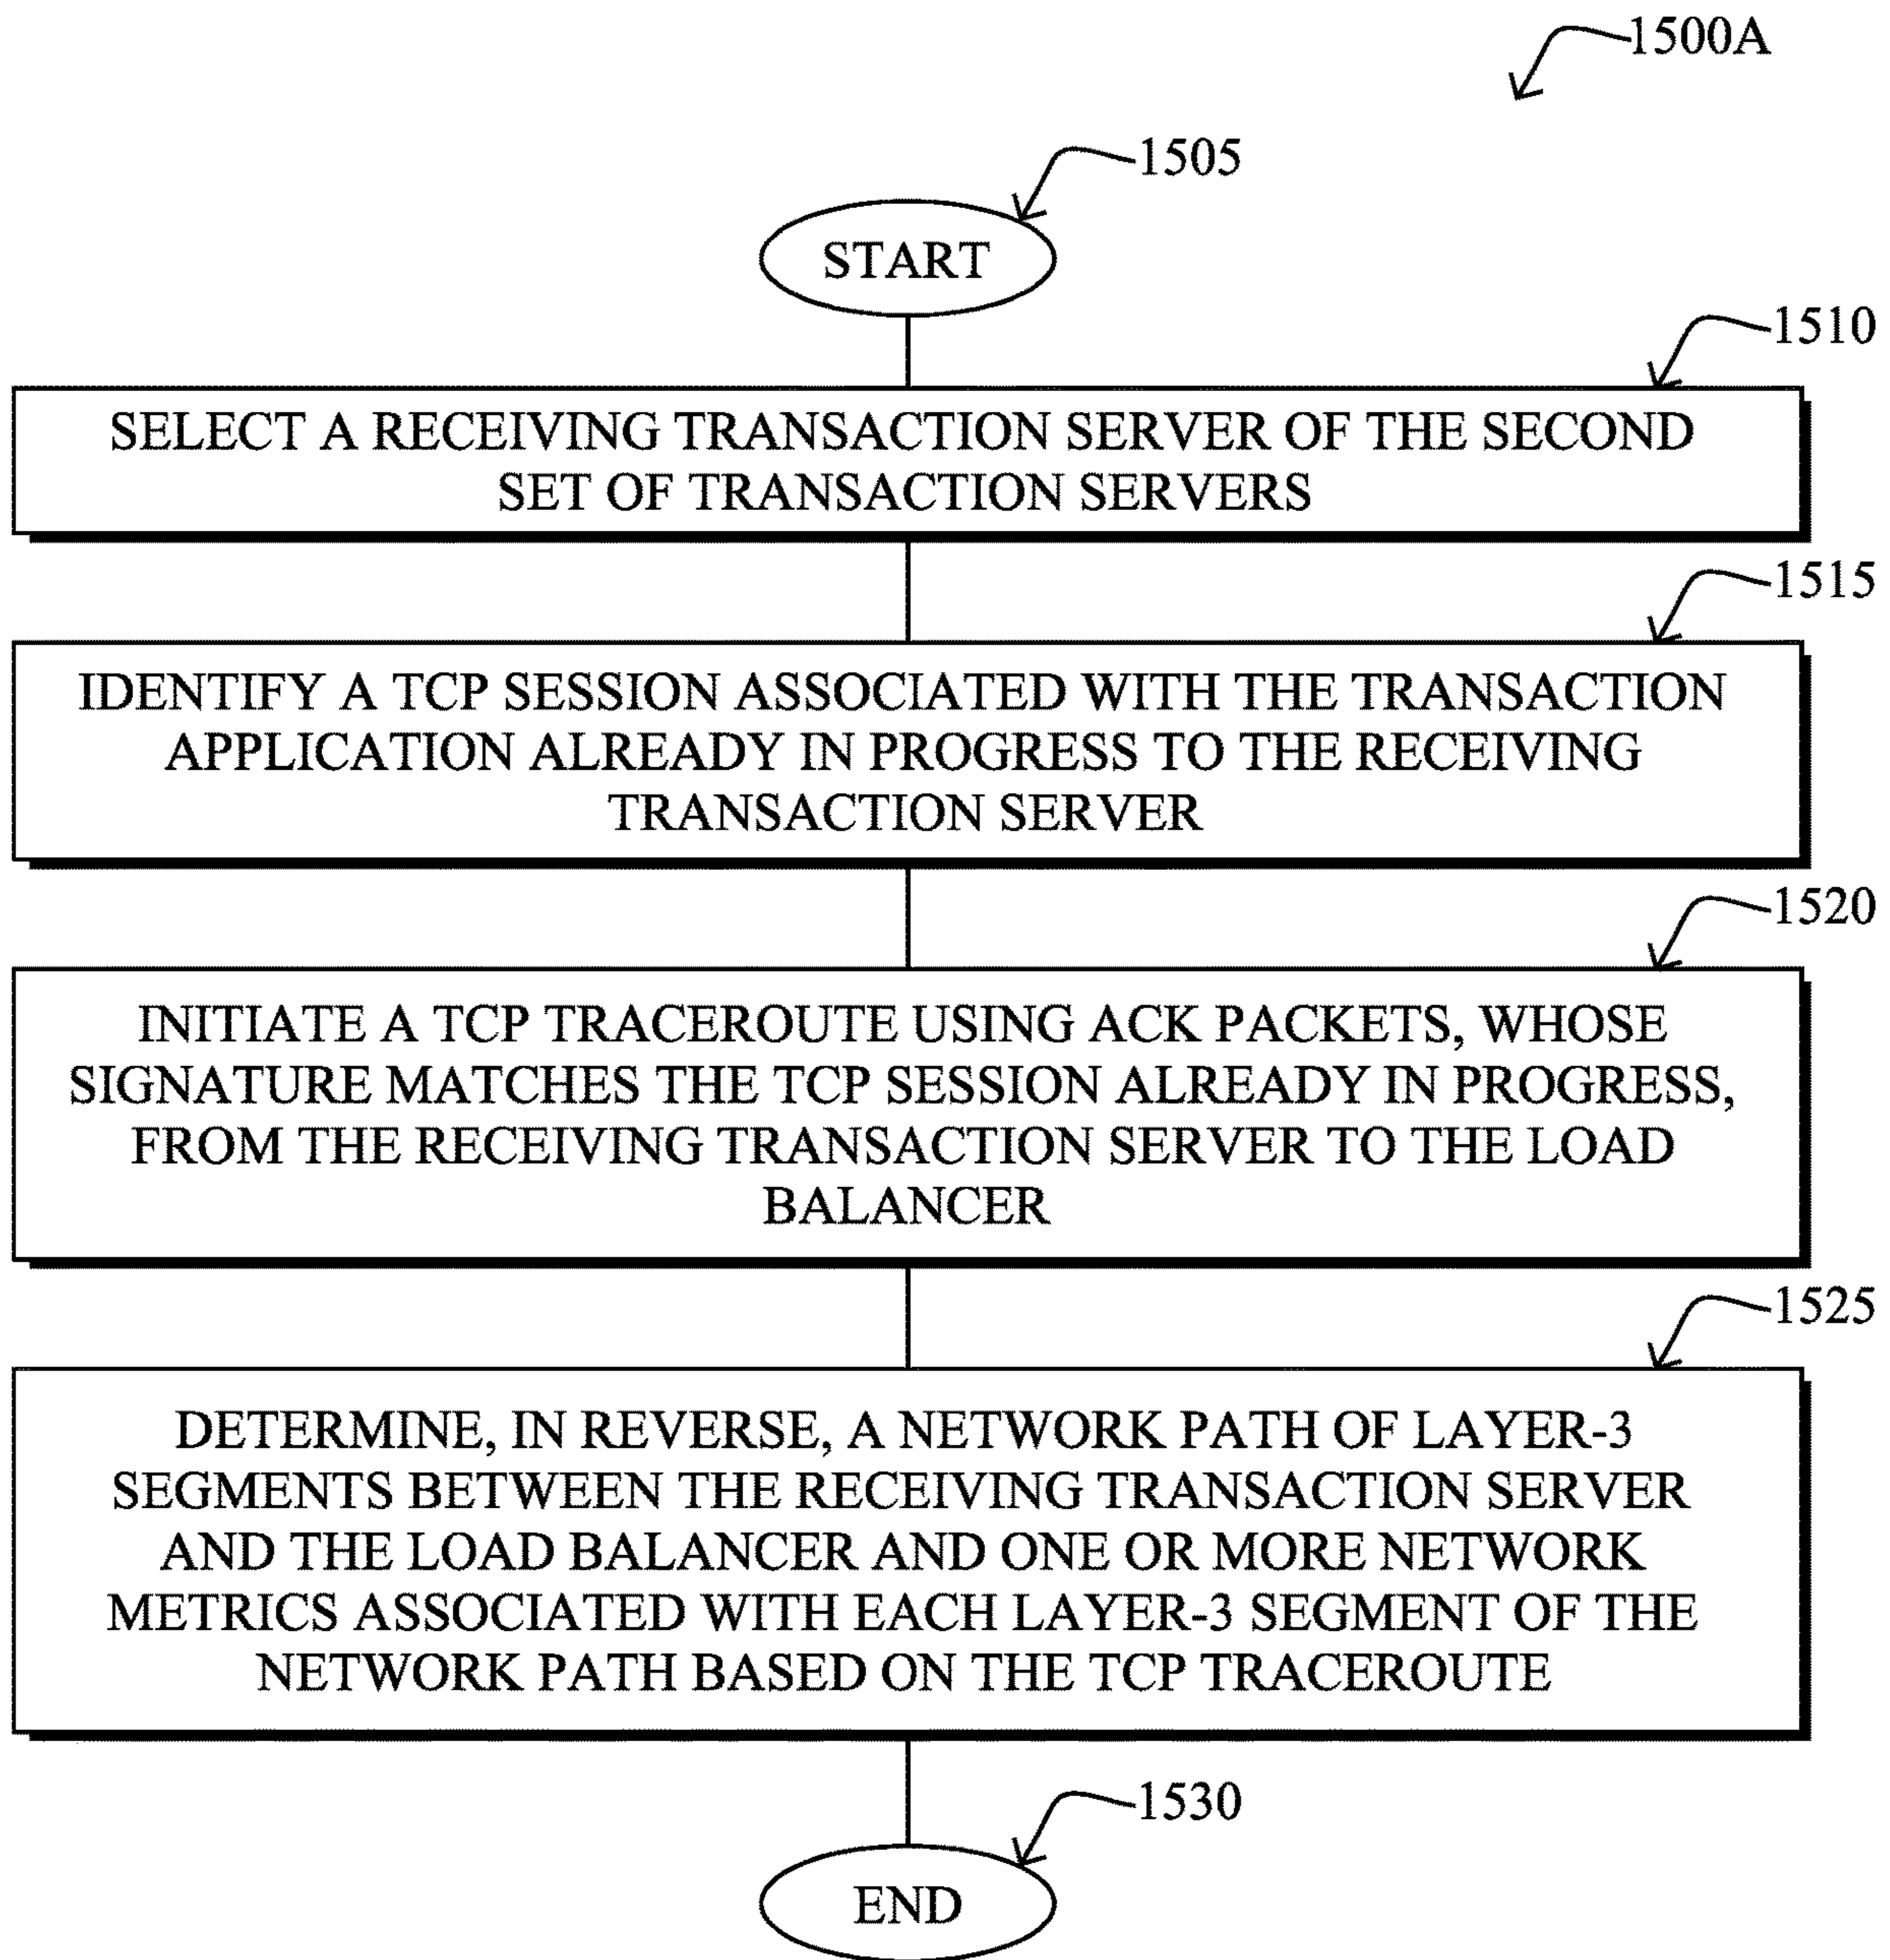 1500A
1505
START
1510
SELECT A RECEIVING TRANSACTION SERVER OF THE SECOND
SET OF TRANSACTION SERVERS
1515
IDENTIFY A TCP SESSION ASSOCIATED WITH THE TRANSACTION
APPLICATION ALREADY IN PROGRESS TO THE RECEIVING
TRANSACTION SERVER
1520
INITIATE A TCP TRACEROUTE USING ACK PACKETS, WHOSE
SIGNATURE MATCHES THE TCP SESSION ALREADY IN PROGRESS,
FROM THE RECEIVING TRANSACTION SERVER TO THE LOAD
BALANCER
1525
DETERMINE, IN REVERSE, A NETWORK PATH OF LAYER-3
SEGMENTS BETWEEN THE RECEIVING TRANSACTION SERVER
AND THE LOAD BALANCER AND ONE OR MORE NETWORK
METRICS ASSOCIATED WITH EACH LAYER-3 SEGMENT OF THE
NETWORK PATH BASED ON THE TCP TRACEROUTE
1530
END